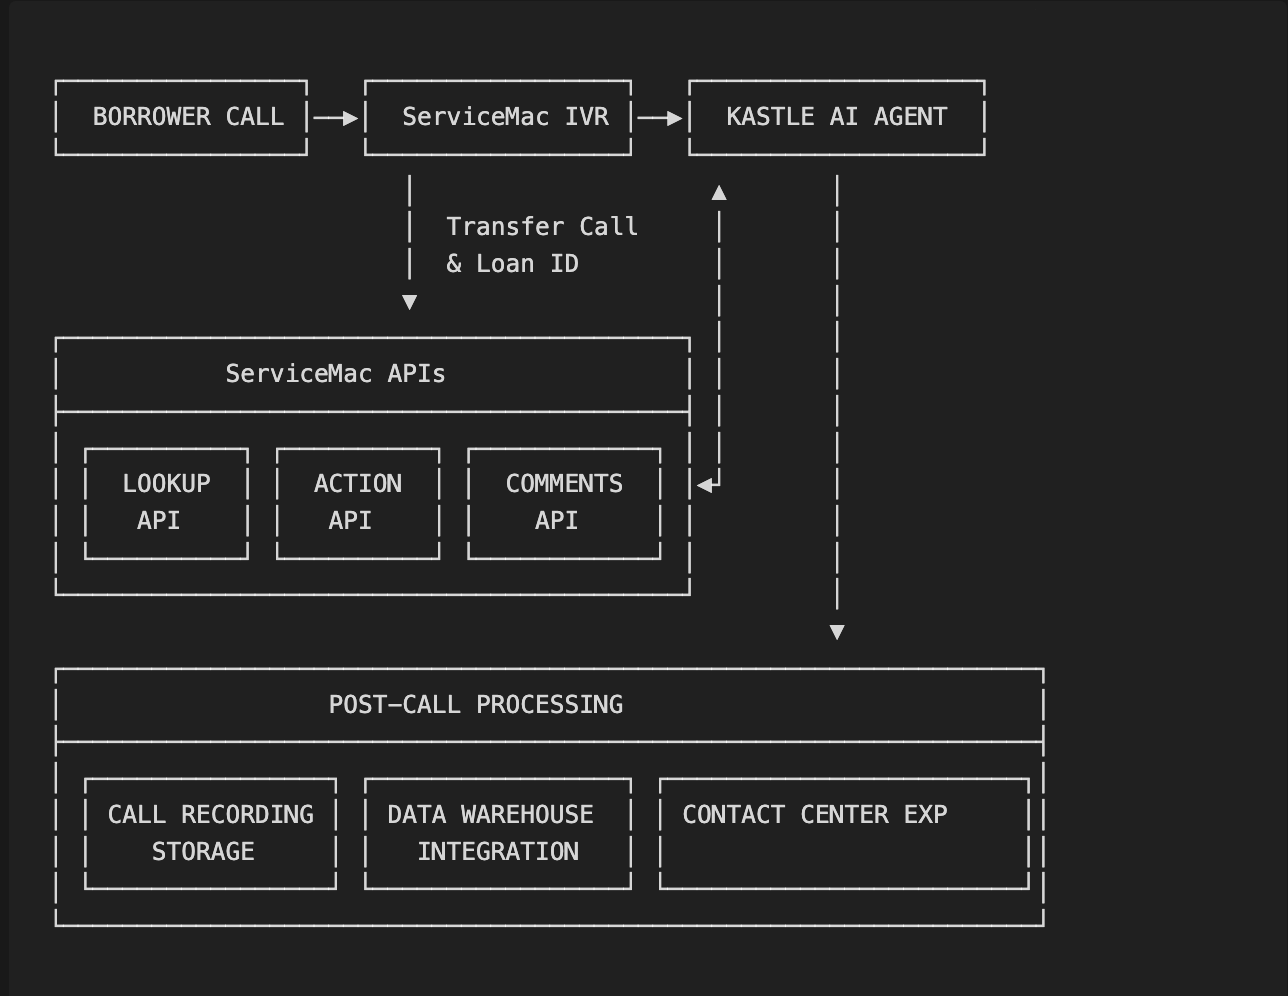 BORROWER CALL
ServiceMac IVR
KASTLE AI AGENT
Transfer Call
& Loan ID
ServiceMac APIs
LOOKUP
API
ACTION
API
COMMENTS
API
POST-CALL PROCESSING
CALL RECORDING
STORAGE
DATA WAREHOUSE
INTEGRATION
CONTACT CENTER EXP